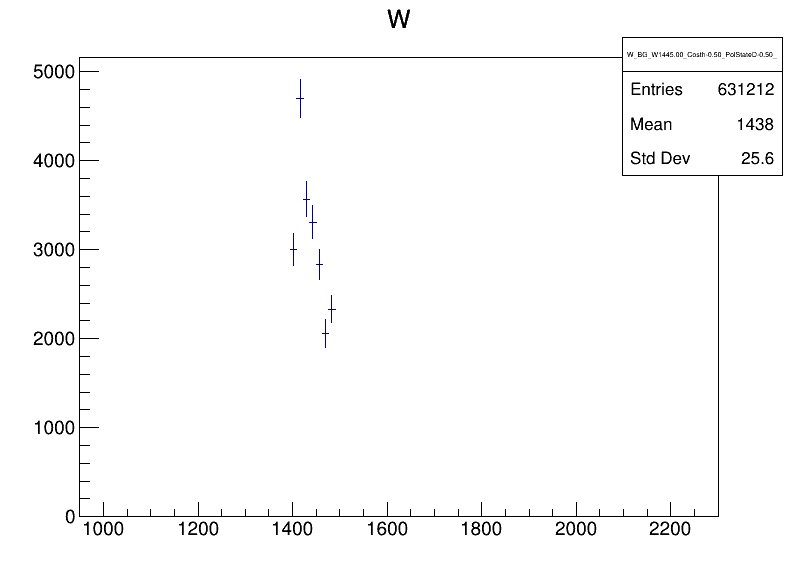 W
W_BG_W1445.00_Costh-0.50_PolState0-0.50_
Entries 631212
Mean 1438
Std Dev 25.6
5000
4000
3000
2000
1000
0
1000 1200 1400 1600 1800 2000 2200